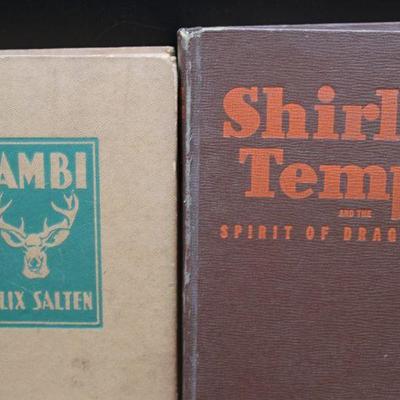 AMBI
LIX SALTEN
Shirl
Temp
AND THE
SPIRIT OF DRAG